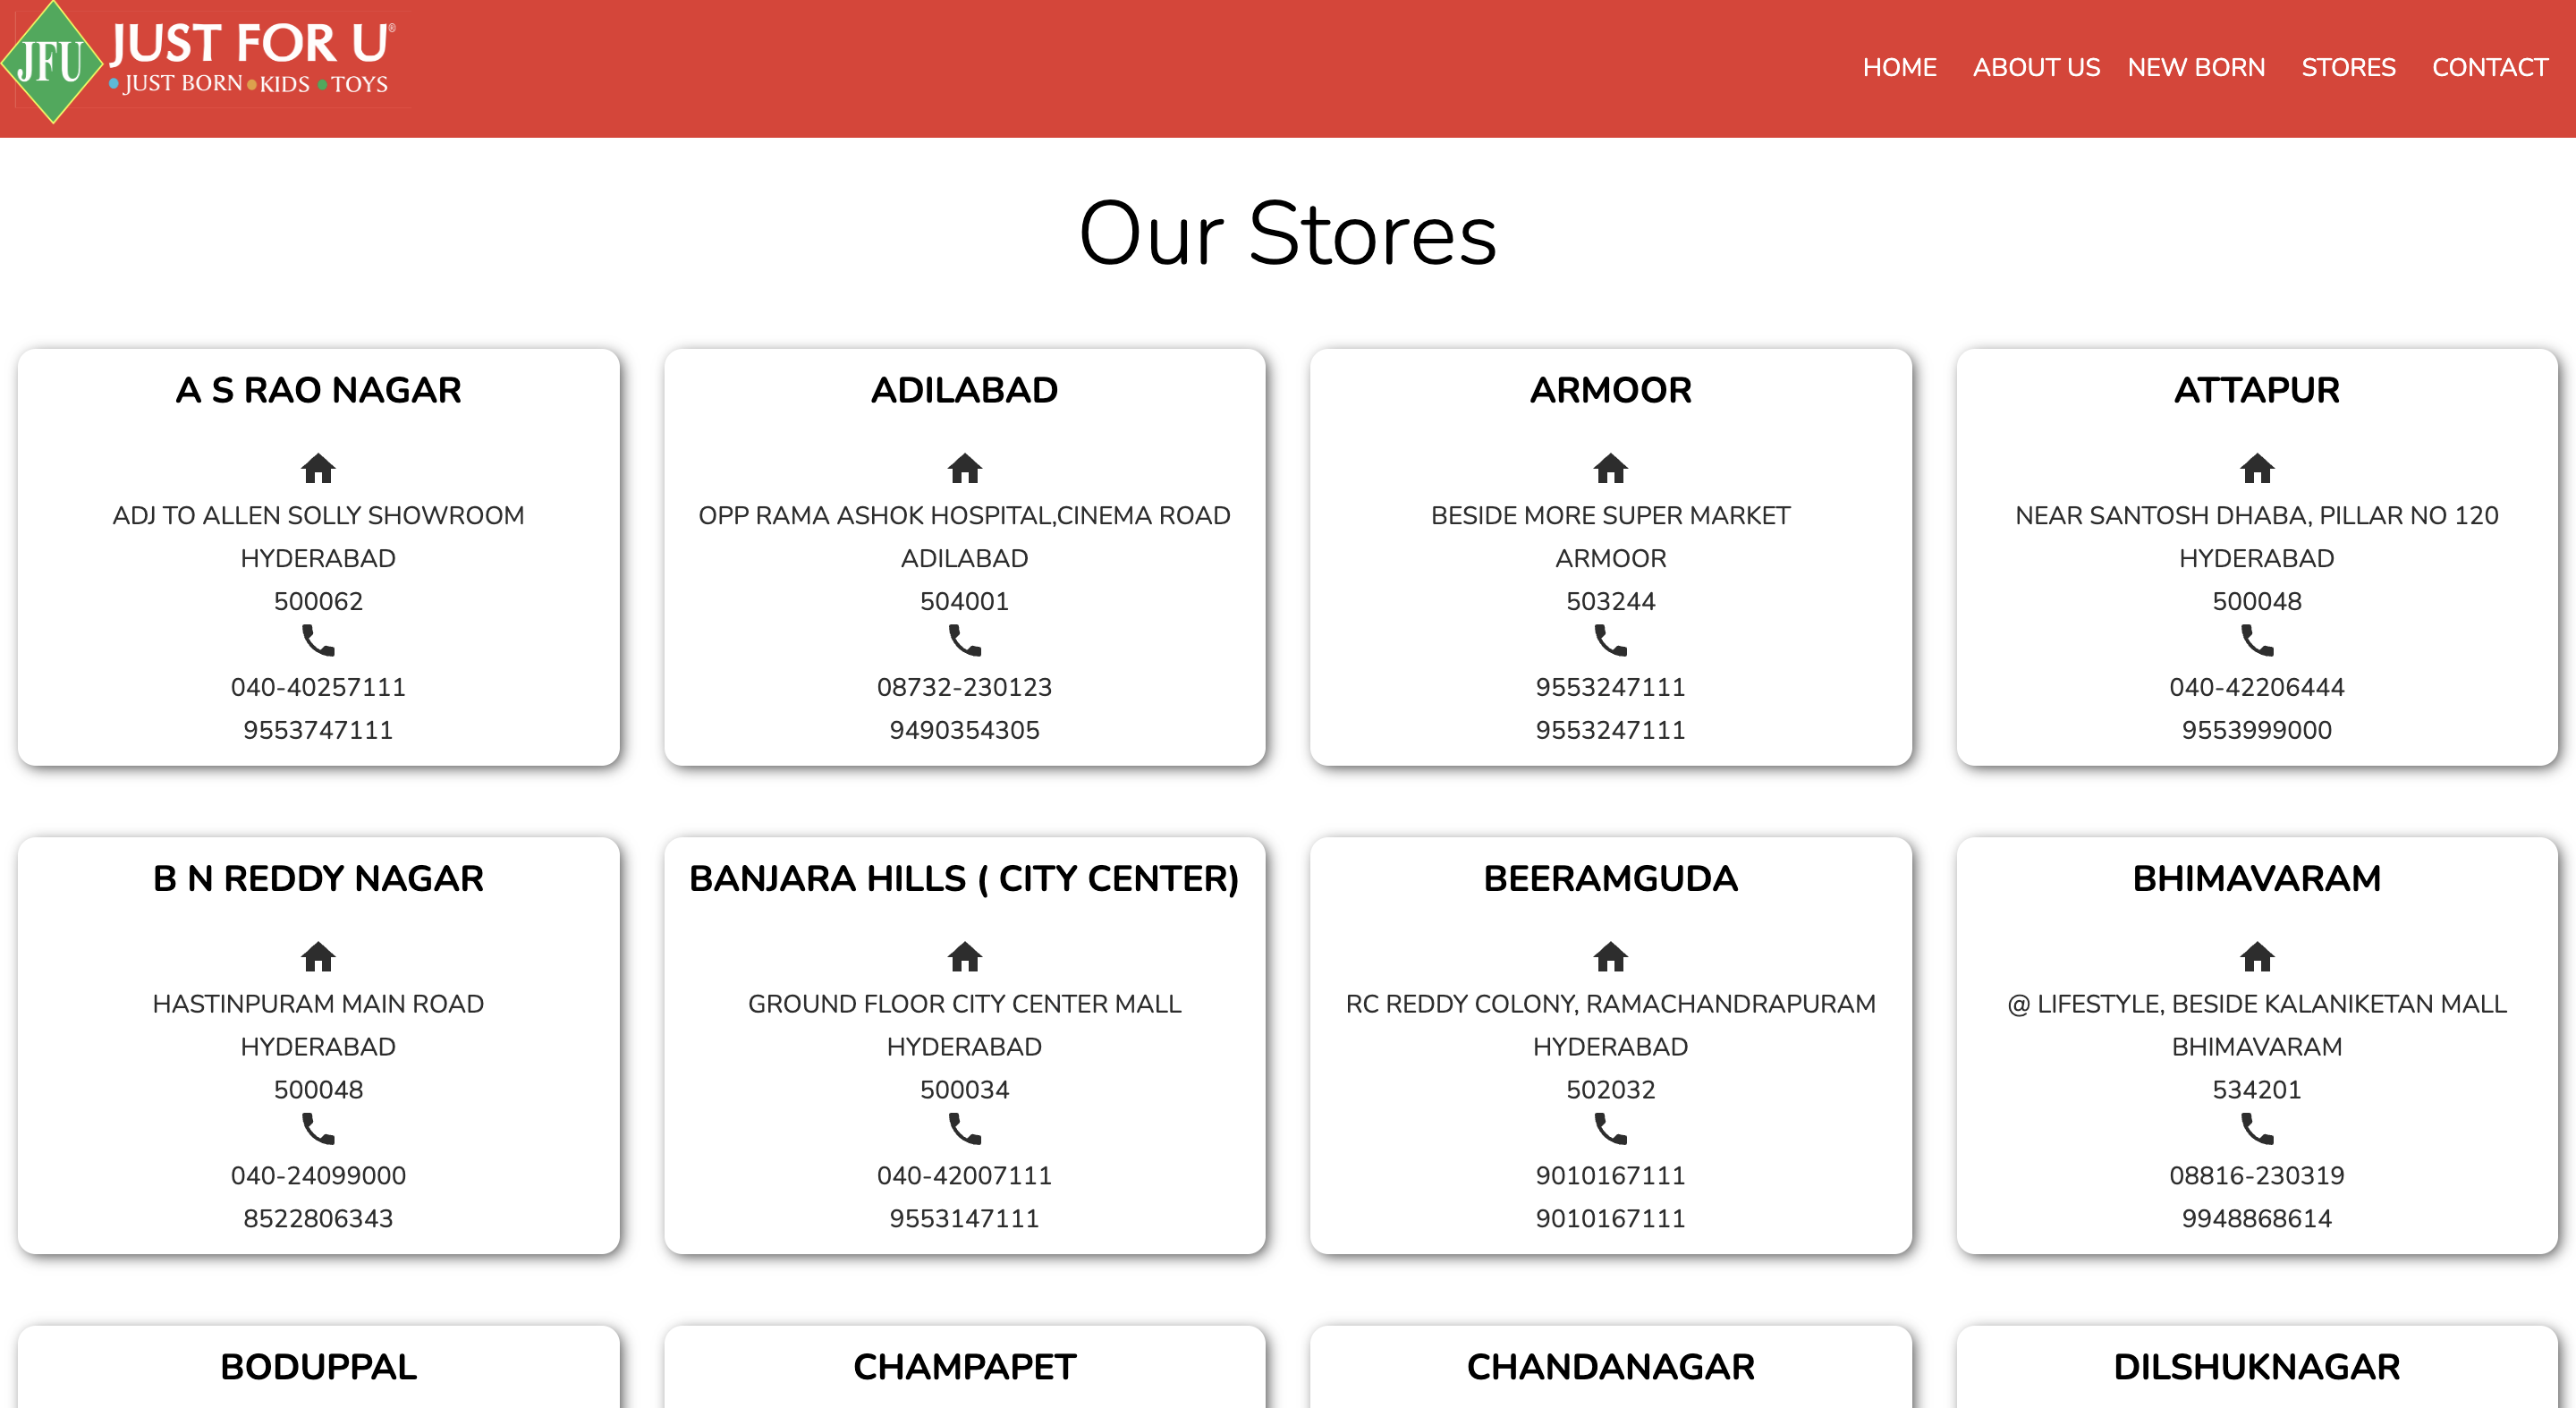 JFU
JUST FOR U®
JUST BORN KIDS TOYS
HOME ABOUT US NEW BORN STORES CONTACT
Our Stores
A S RAO NAGAR
ADJ TO ALLEN SOLLY SHOWROOM
HYDERABAD
500062
040-40257111
9553747111
ADILABAD
OPP RAMA ASHOK HOSPITAL,CINEMA ROAD
ADILABAD
504001
08732-230123
9490354305
ARMOOR
BESIDE MORE SUPER MARKET
ARMOOR
503244
9553247111
9553247111
ATTAPUR
NEAR SANTOSH DHABA, PILLAR NO 120
HYDERABAD
500048
040-42206444
9553999000
B N REDDY NAGAR
HASTINPURAM MAIN ROAD
HYDERABAD
500048
040-24099000
8522806343
BANJARA HILLS ( CITY CENTER)
GROUND FLOOR CITY CENTER MALL
HYDERABAD
500034
040-42007111
9553147111
BEERAMGUDA
RC REDDY COLONY, RAMACHANDRAPURAM
HYDERABAD
502032
9010167111
9010167111
BHIMAVARAM
@ LIFESTYLE, BESIDE KALANIKETAN MALL
BHIMAVARAM
534201
08816-230319
9948868614
BODUPPAL
CHAMPAPET
CHANDANAGAR
DILSHUKNAGAR